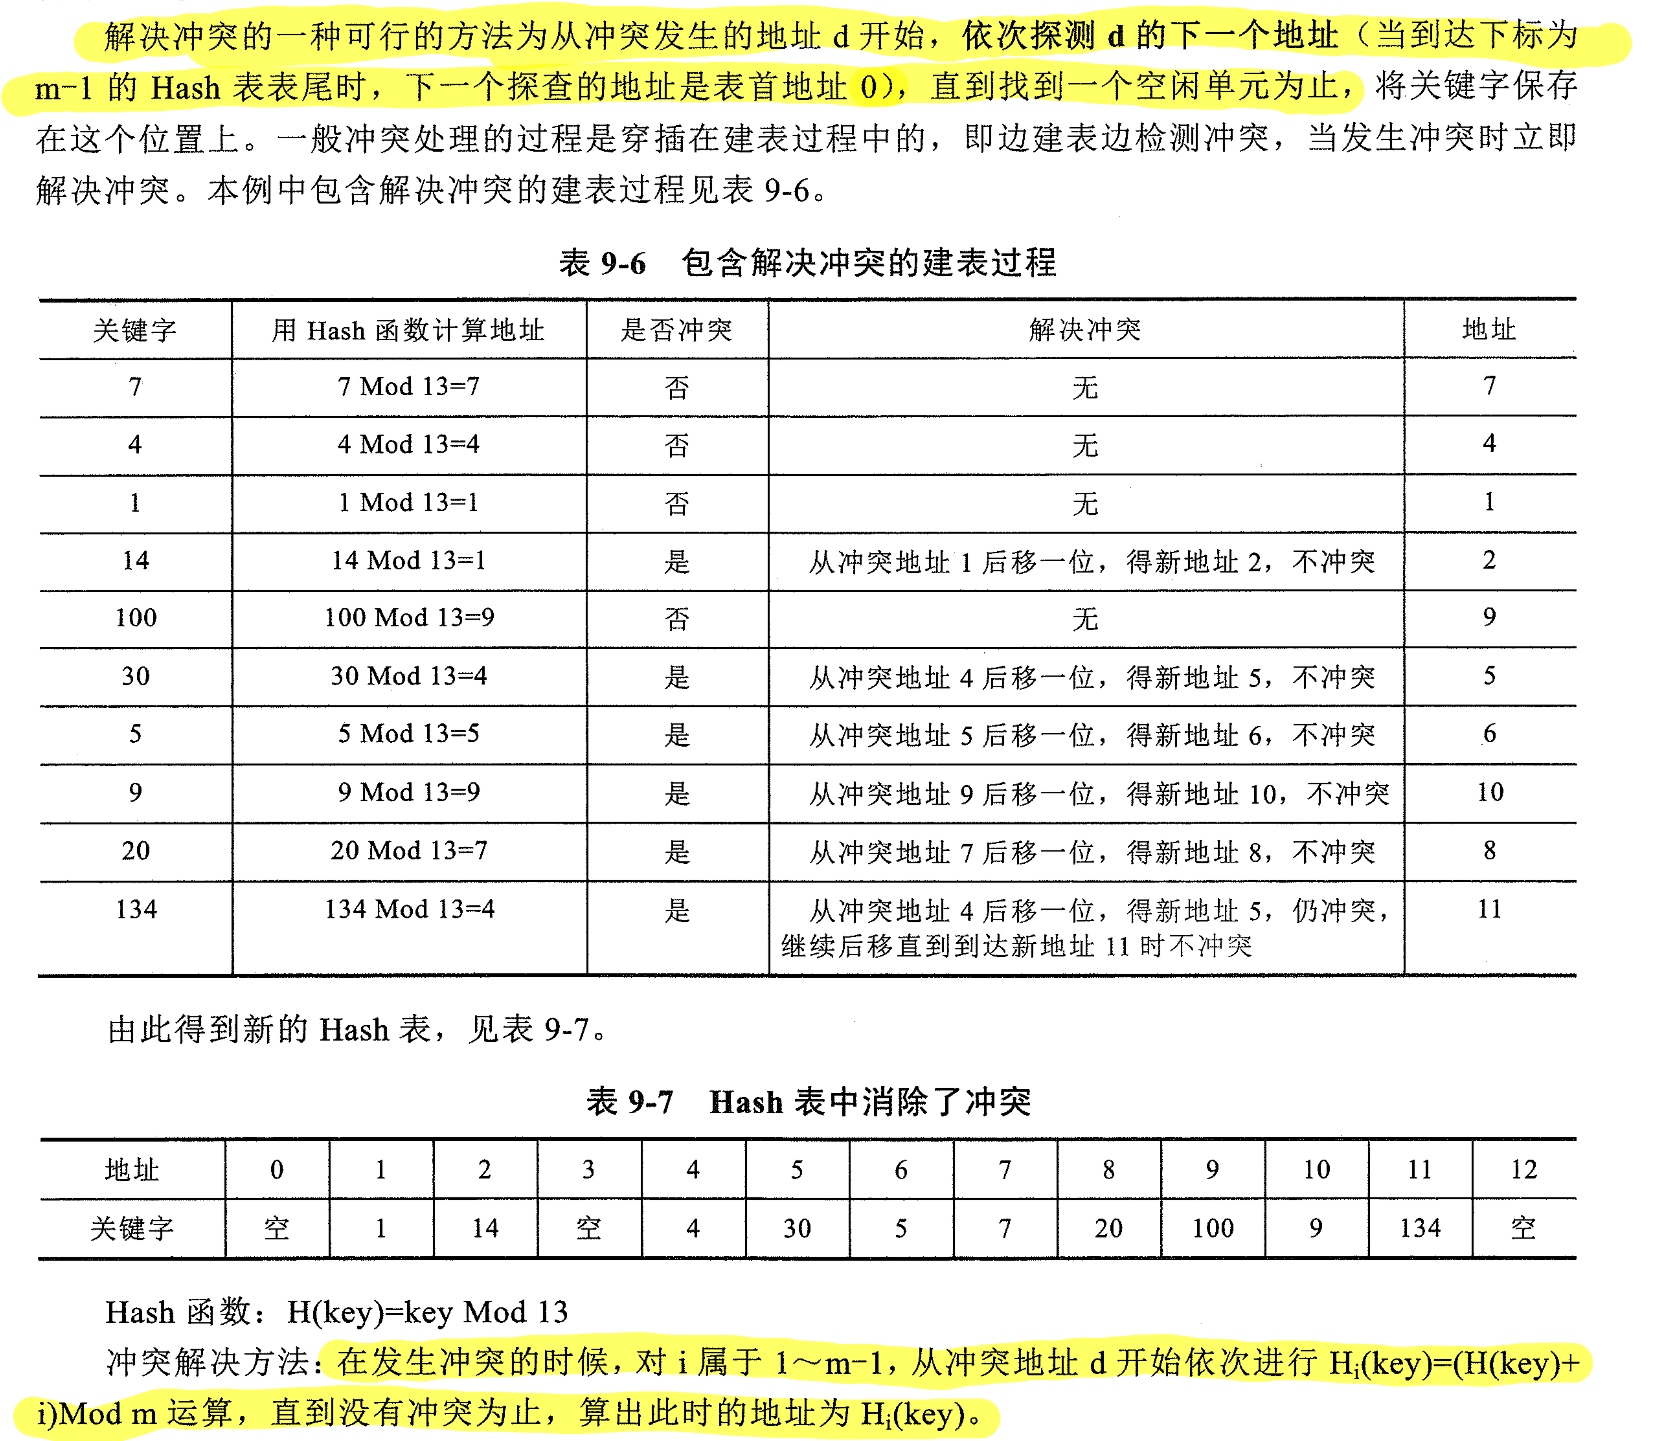 解决冲突的一种可行的方法为从冲突发生的地址 d 开始，依次探测 d 的下一个地址（当到达下标为
m-1 的 Hash 表表尾时，下一个探查的地址是表首地址 0），直到找到一个空闲单元为止，将关键字保存
在这个位置上。一般冲突处理的过程是穿插在建表过程中的，即边建表边检测冲突，当发生冲突时立即
解决冲突。本例中包含解决冲突的建表过程见表 9-6。
表 9-6 包含解决冲突的建表过程
关键字 用 Hash 函数计算地址 是否冲突 解决冲突 地址
7 7 Mod 13=7 否 无 7
4 4 Mod 13=4 否 无 4
1 1 Mod 13=1 否 无 1
14 14 Mod 13=1 是 从冲突地址 1 后移一位，得新地址 2，不冲突 2
100 100 Mod 13=9 否 无 9
30 30 Mod 13=4 是 从冲突地址 4 后移一位，得新地址 5，不冲突 5
5 5 Mod 13=5 是 从冲突地址 5 后移一位，得新地址 6，不冲突 6
9 9 Mod 13=9 是 从冲突地址 9 后移一位，得新地址 10，不冲突 10
20 20 Mod 13=7 是 从冲突地址 7 后移一位，得新地址 8，不冲突 8
134 134 Mod 13=4 是 从冲突地址 4 后移一位，得新地址 5，仍冲突， 11
继续后移直到到达新地址 11 时不冲突
由此得到新的 Hash 表，见表 9-7。
表 9-7 Hash 表中消除了冲突
地址 0 1 2 3 4 5 6 7 8 9 10 11 12
关键字 空 1 14 空 4 30 5 7 20 100 9 134 空
Hash 函数：H(key)=key Mod 13
冲突解决方法：在发生冲突的时候，对 i 属于 1～m-1，从冲突地址 d 开始依次进行 Hi(key)=(H(key)+
i)Mod m 运算，直到没有冲突为止，算出此时的地址为 Hi(key)。